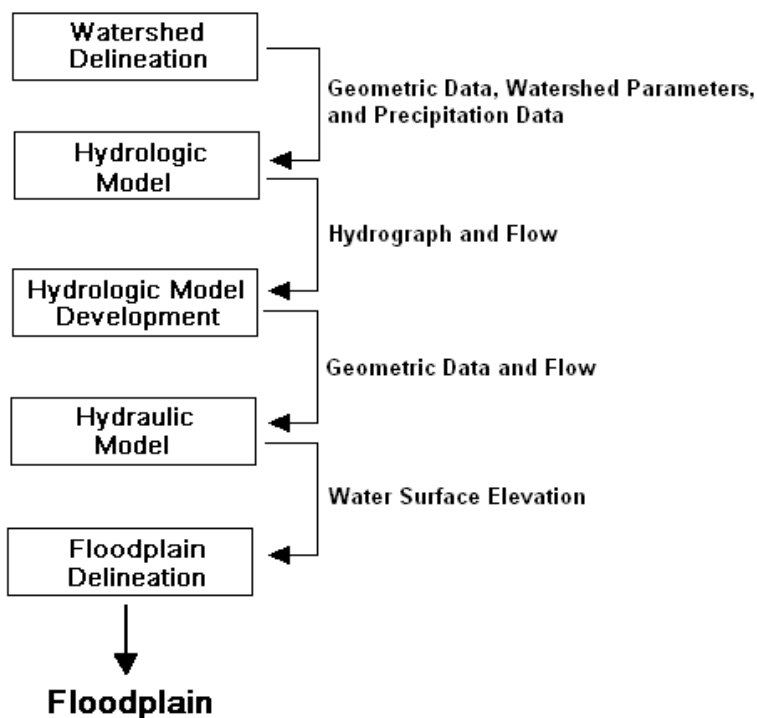 Watershed
Delineation
Geometric Data, Watershed Parameters,
and Precipitation Data
Hydrologic
Model
Hydrograph and Flow
Hydrologic Model
Development
Geometric Data and Flow
Hydraulic
Model
Water Surface Elevation
Floodplain
Delineation
Floodplain